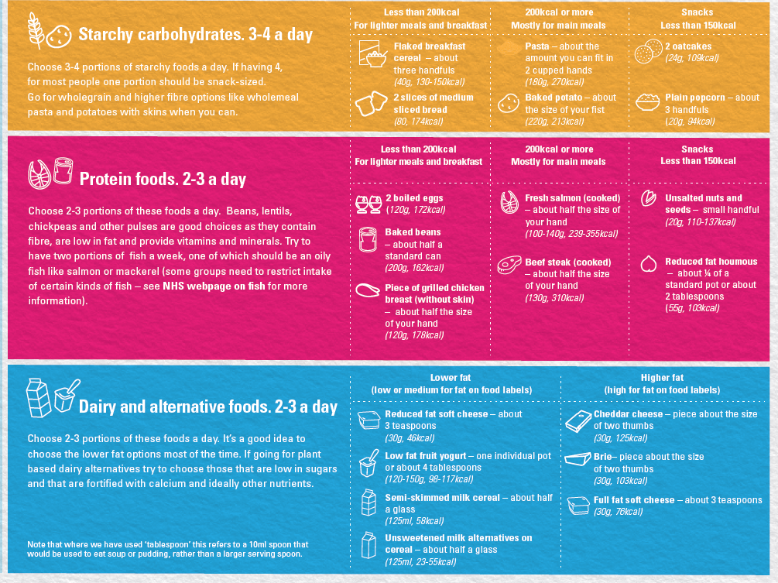 Starchy carbohydrates. 3-4 a day
Choose 3-4 portions of starchy foods a day. If having 4,
for most people one portion should be snack-sized.
Go for wholegrain and higher fibre options like wholemeal
pasta and potatoes with skins when you can.
Less than 200kcal
For lighter meals and breakfast
Flaked breakfast
cereal – about
three handfuls
(40g, 130-150kcal)
2 slices of medium
sliced bread
(80, 174kcal)
200kcal or more
Mostly for main meals
Pasta – about the
amount you can fit in
2 cupped hands
(180g, 270kcal)
Baked potato – about
the size of your fist
(220g, 213kcal)
Snacks
Less than 150kcal
2 oatcakes
(24g, 109kcal)
Plain popcorn – about
3 handfuls
(20g, 94kcal)
Protein foods. 2-3 a day
Choose 2-3 portions of these foods a day. Beans, lentils,
chickpeas and other pulses are good choices as they contain
fibre, are low in fat and provide vitamins and minerals. Try to
have two portions of fish a week, one of which should be an oily
fish like salmon or mackerel (some groups need to restrict intake
of certain kinds of fish – see NHS webpage on fish for more
information).
Less than 200kcal
For lighter meals and breakfast
2 boiled eggs
(120g, 172kcal)
Baked beans
– about half a
standard can
(200g, 162kcal)
Piece of grilled chicken
breast (without skin)
– about half the size
of your hand
(120g, 178kcal)
200kcal or more
Mostly for main meals
Fresh salmon (cooked)
– about half the size of
your hand
(100-140g, 239-355kcal)
Beef steak (cooked)
– about half the size
of your hand
(130g, 310kcal)
Snacks
Less than 150kcal
Unsalted nuts and
seeds – small handful
(20g, 110-137kcal)
Reduced fat houmous
– about ¼ of a
standard pot or about
2 tablespoons
(55g, 103kcal)
Dairy and alternative foods. 2-3 a day
Choose 2-3 portions of these foods a day. It's a good idea to
choose the lower fat options most of the time. If going for plant
based dairy alternatives try to choose those that are low in sugars
and that are fortified with calcium and ideally other nutrients.
Note that where we have used 'tablespoon' this refers to a 10ml spoon that
would be used to eat soup or pudding, rather than a larger serving spoon.
Lower fat
(low or medium for fat on food labels)
Reduced fat soft cheese – about
3 teaspoons
(30g, 46kcal)
Low fat fruit yogurt – one individual pot
or about 4 tablespoons
(120-150g, 98-117kcal)
Semi-skimmed milk cereal – about half
a glass
(125ml, 58kcal)
Unsweetened milk alternatives on
cereal – about half a glass
(125ml, 23-55kcal)
Higher fat
(high for fat on food labels)
Cheddar cheese – piece about the size
of two thumbs
(30g, 125kcal)
Brie– piece about the size
of two thumbs
(30g, 103kcal)
Full fat soft cheese – about 3 teaspoons
(30g, 76kcal)